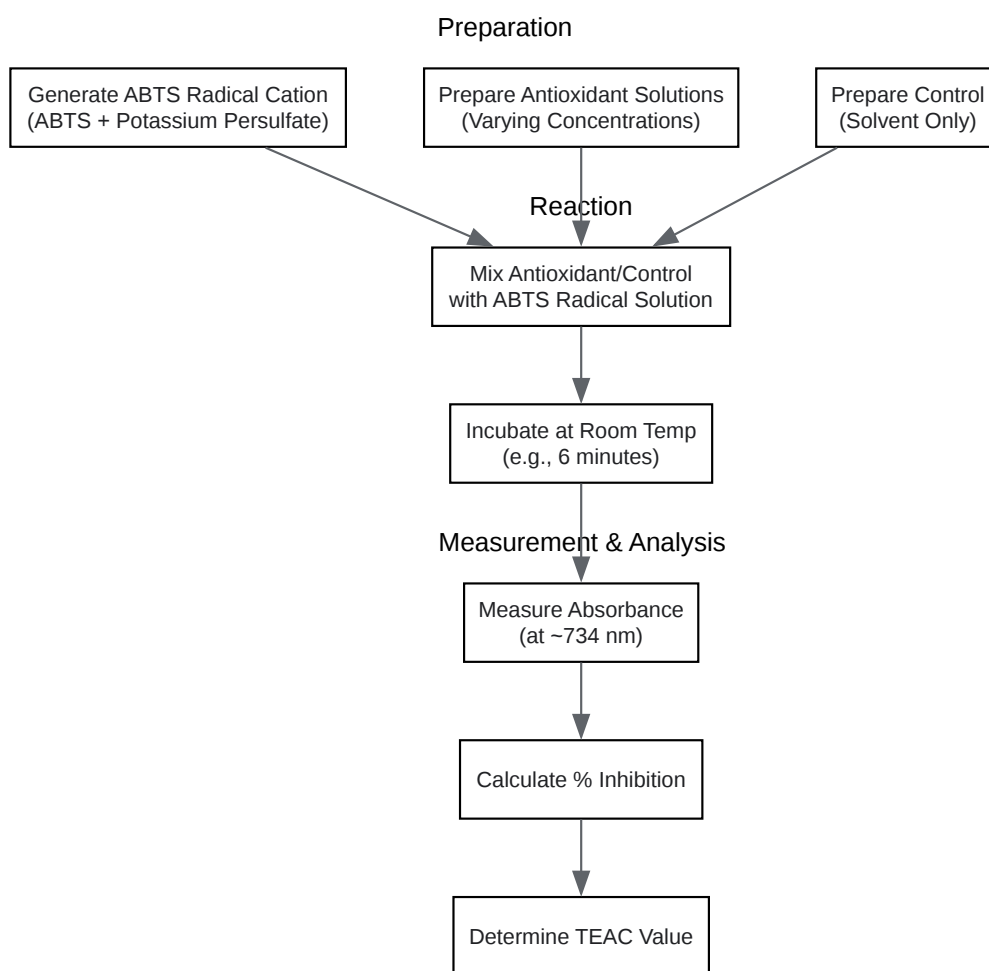 Preparation
Generate ABTS Radical Cation
(ABTS + Potassium Persulfate)
Prepare Antioxidant Solutions
(Varying Concentrations)
Prepare Control
(Solvent Only)
Reaction
Mix Antioxidant/Control
with ABTS Radical Solution
Incubate at Room Temp
(e.g., 6 minutes)
Measurement & Analysis
Measure Absorbance
(at ~734 nm)
Calculate % Inhibition
Determine TEAC Value